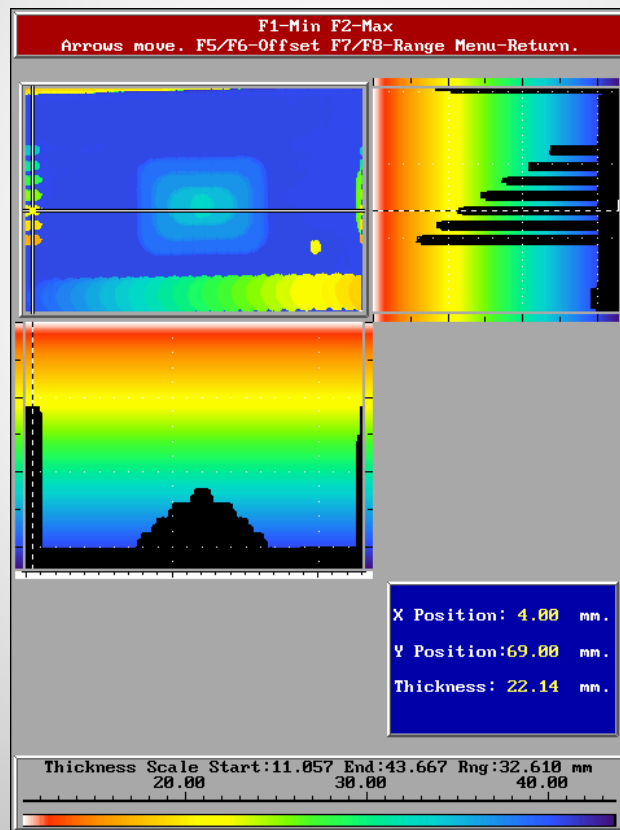 F1-Min F2-Max
Arrows move. F5/F6-Offset F7/F8-Range Menu-Return.
X Position: 4.00 mm.
Y Position:69.00 mm.
Thickness: 22.14 mm.
Thickness Scale Start:11.057 End:43.667 Rng:32.610 mm
20.00 30.00 40.00